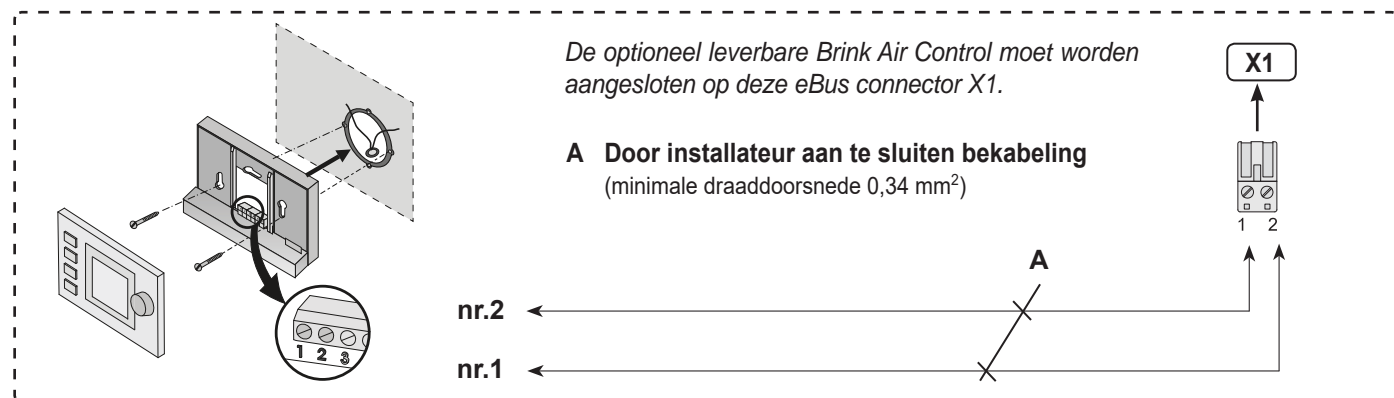 De optioneel leverbare Brink Air Control moet worden
aangesloten op deze eBus connector X1.
X1
A Door installateur aan te sluiten bekabeling
(minimale draaddoorsnede 0,34 mm²)
1 2
A
nr.2
1 2 3
nr.1